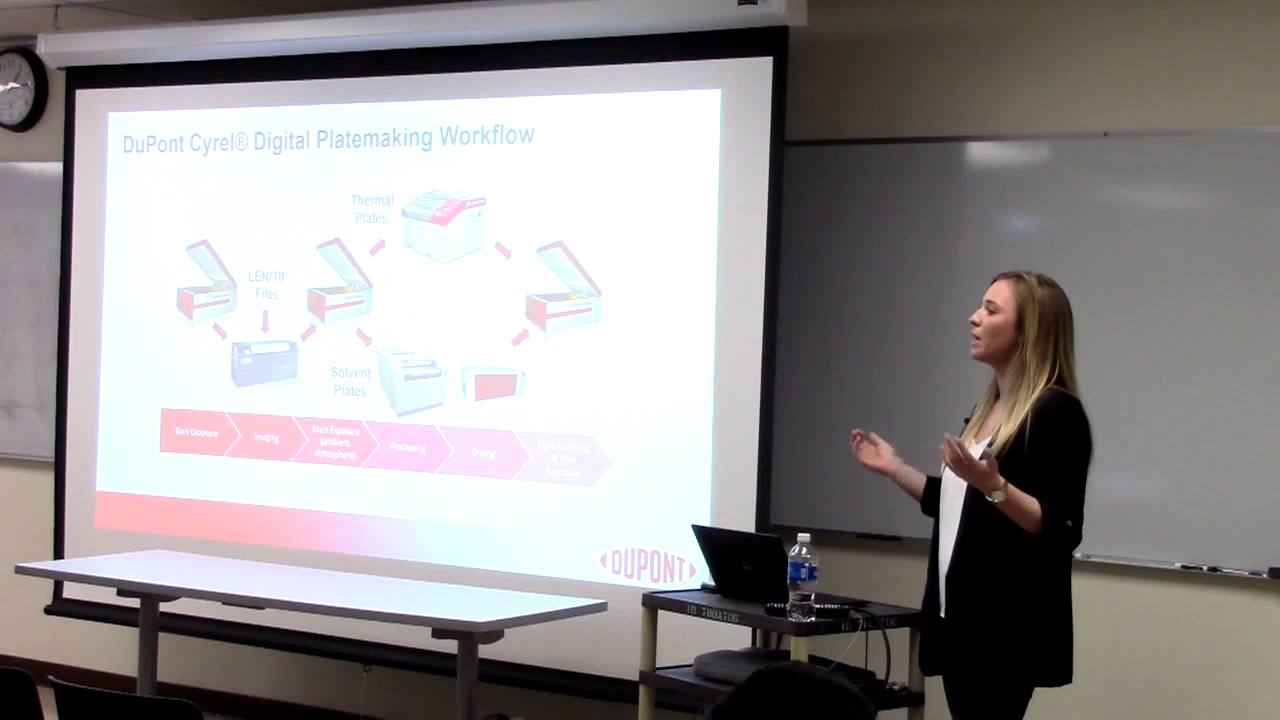 DuPont Cyrel® Digital Platemaking Workflow
Thermal
Plates
LEN/TIF
Files
Solvent
Plates
Back Exposure
Imaging
Main Exposure
(ambient
atmosphere)
Processing
Drying
Light Finishing
& Post
Exposure
DUPONT